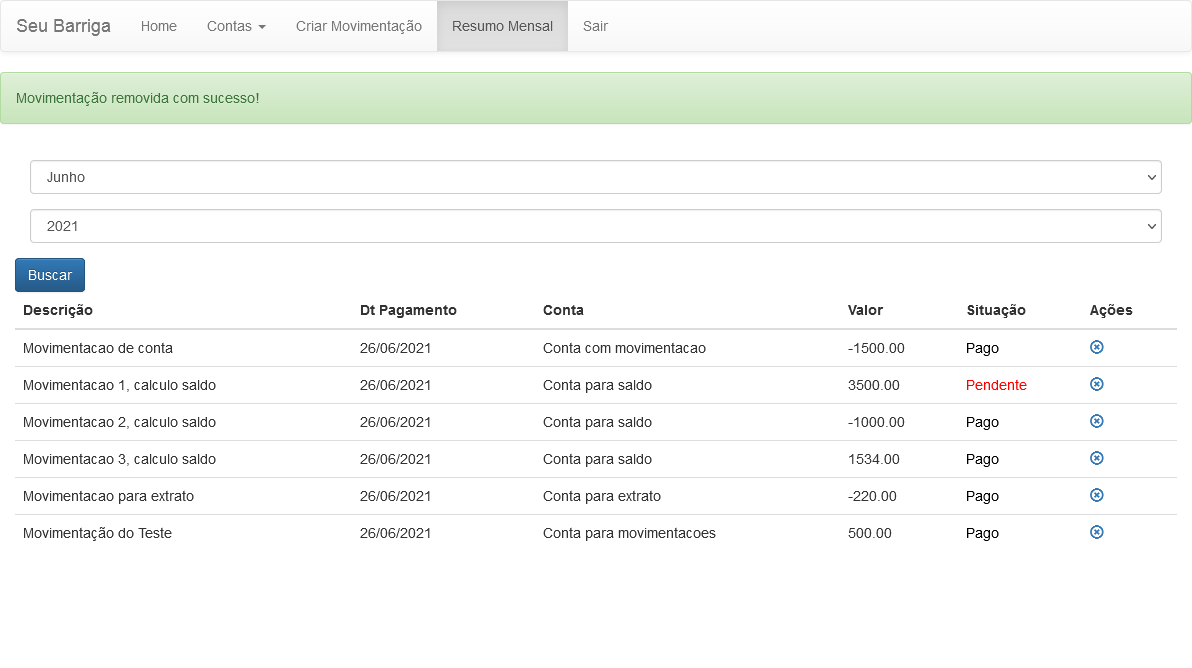 Seu Barriga Home Contas Criar Movimentação Resumo Mensal Sair
Movimentação removida com sucesso!
Junho
2021
Buscar
Descrição Dt Pagamento Conta Valor Situação Ações
Movimentacao de conta 26/06/2021 Conta com movimentacao -1500.00 Pago
Movimentacao 1, calculo saldo 26/06/2021 Conta para saldo 3500.00 Pendente
Movimentacao 2, calculo saldo 26/06/2021 Conta para saldo -1000.00 Pago
Movimentacao 3, calculo saldo 26/06/2021 Conta para saldo 1534.00 Pago
Movimentacao para extrato 26/06/2021 Conta para extrato -220.00 Pago
Movimentação do Teste 26/06/2021 Conta para movimentacoes 500.00 Pago